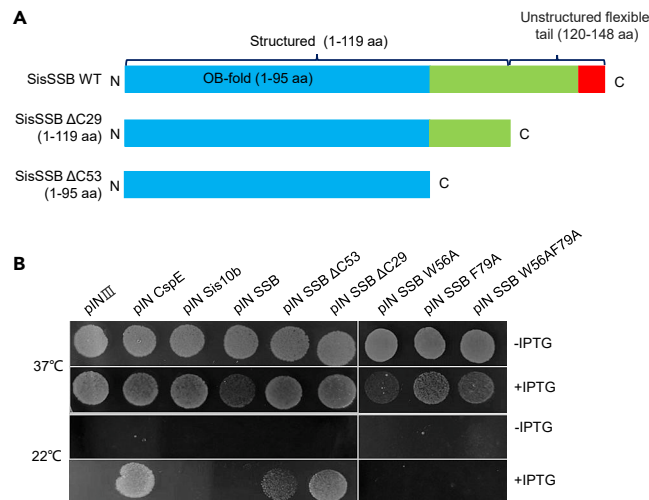 A
Unstructured flexible
tail (120-148 aa)
Structured (1-119 aa)
SisSSB WT N OB-fold (1-95 aa) C
SisSSB ΔC29
(1-119 aa) N C
SisSSB ΔC53
(1-95 aa) N C
B
pINIII pIN CspE pIN Sis10b pIN SSB pIN SSB ΔC53 pIN SSB ΔC29 pIN SSB W56A pIN SSB F79A pIN SSB W56AF79A
-IPTG
37℃
+IPTG
-IPTG
22℃
+IPTG